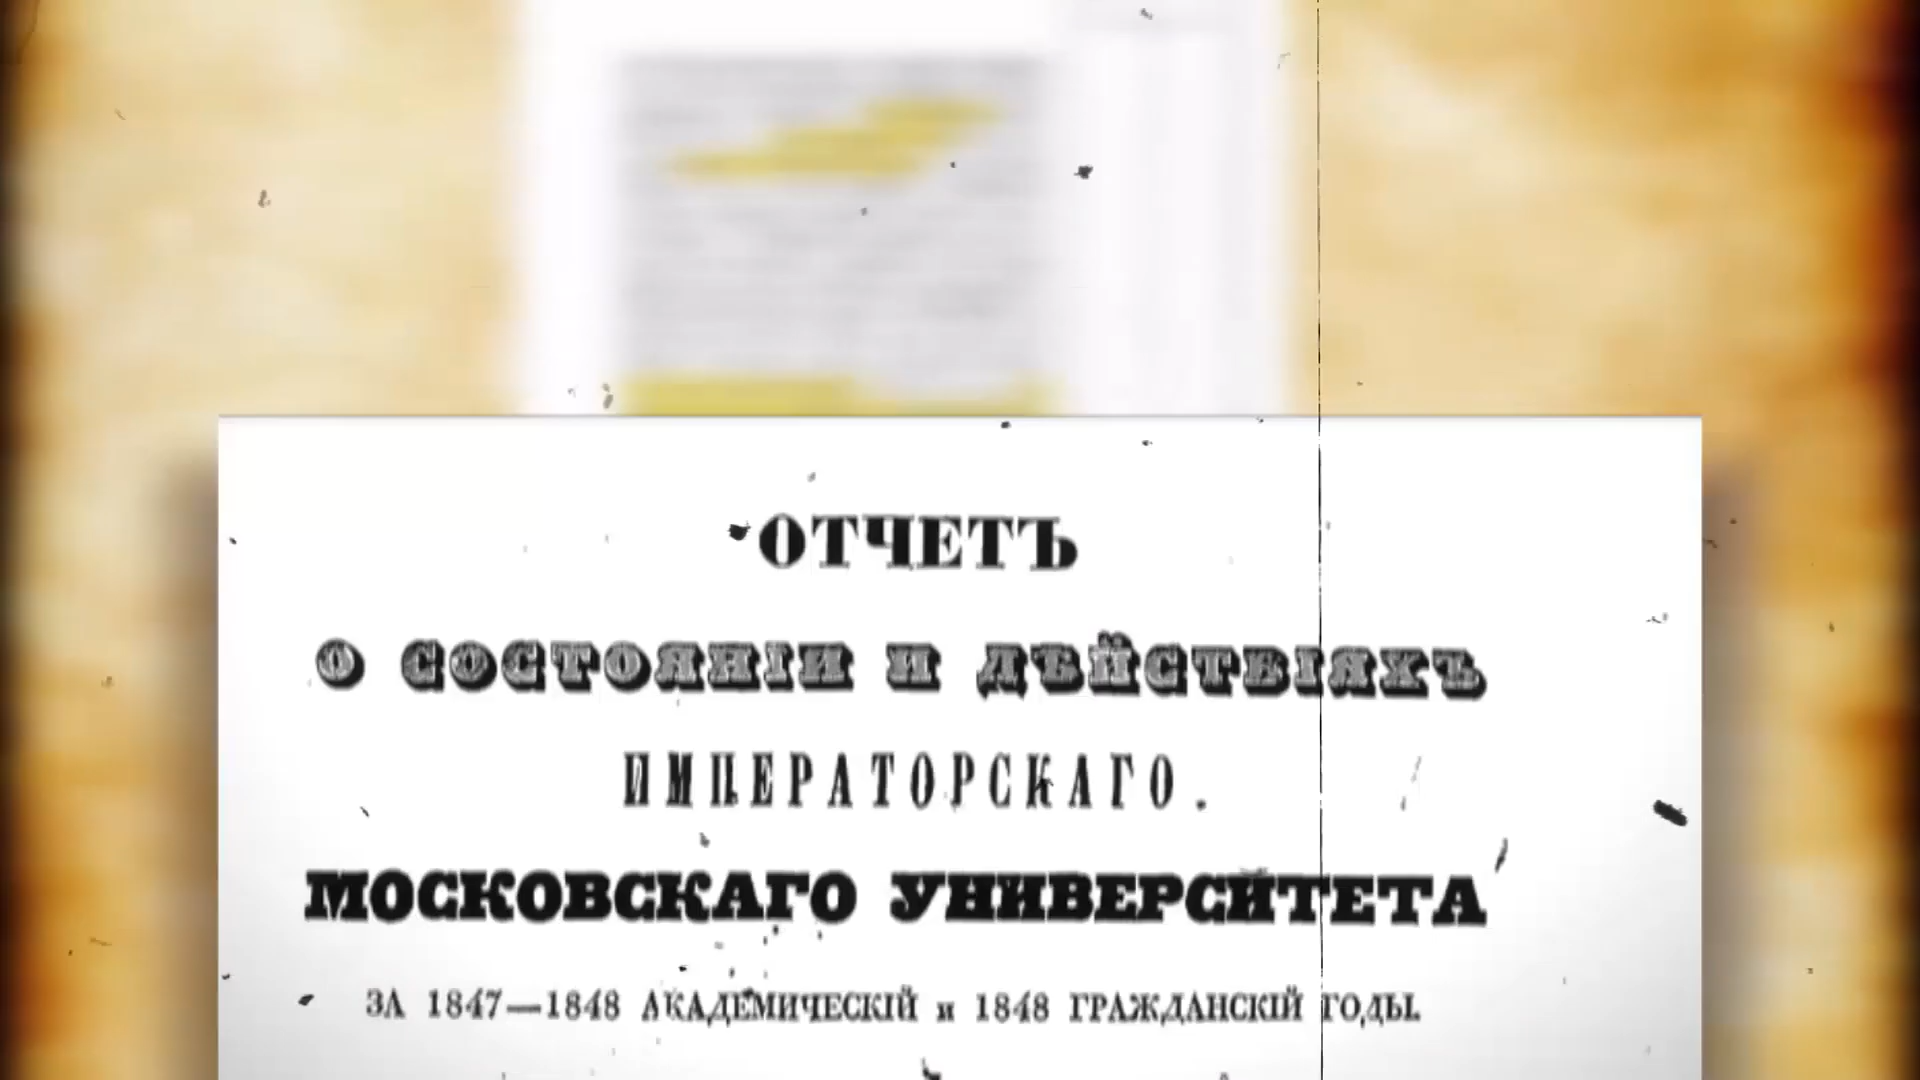 ОТЧЕТЪ
О СОСТОЯНІИ И ДѢЙСТВІЯХЪ
ИМПЕРАТОРСКАГО
МОСКОВСКАГО УНИВЕРСИТЕТА
ЗА 1847—1848 АКАДЕМИЧЕСКІЙ и 1848 ГРАЖДАНСКІЙ ГОДЫ.